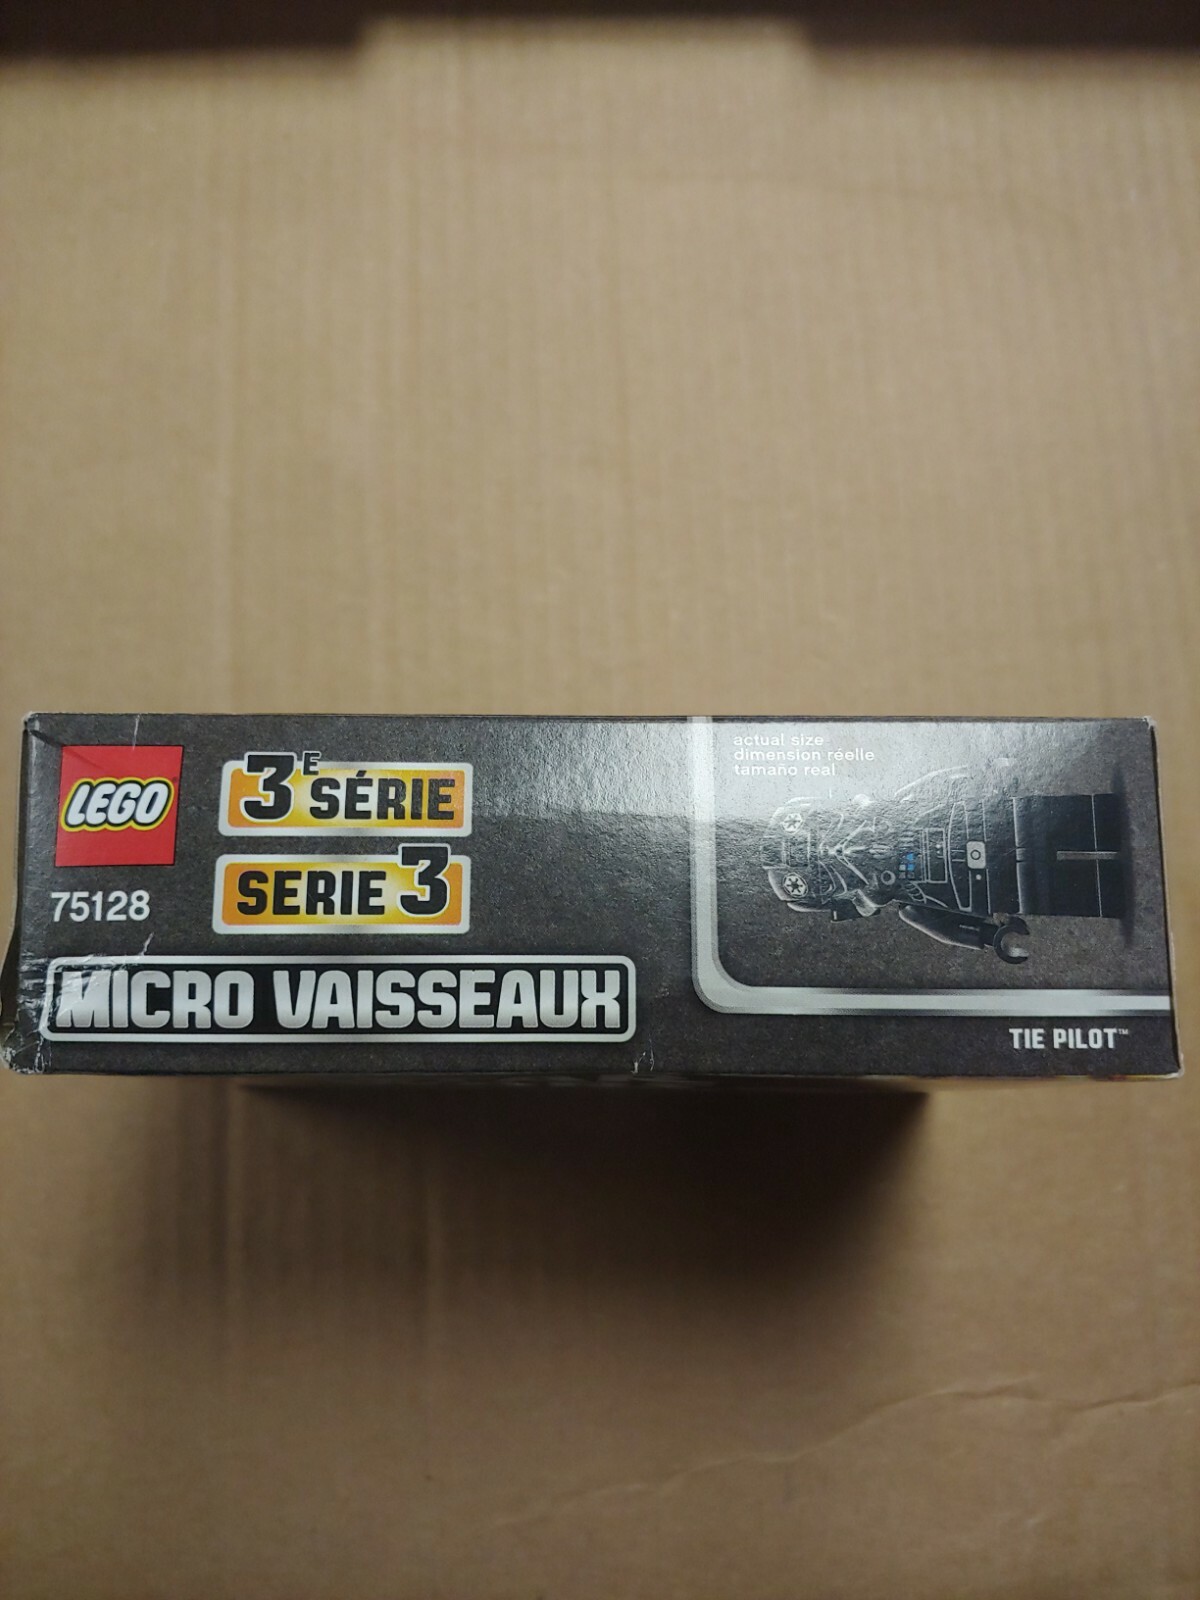 LEGO
75128
3E SÉRIE
SERIE 3
MICRO VAISSEAUX
actual size
dimension réelle
tamaño real
TIE PILOT™